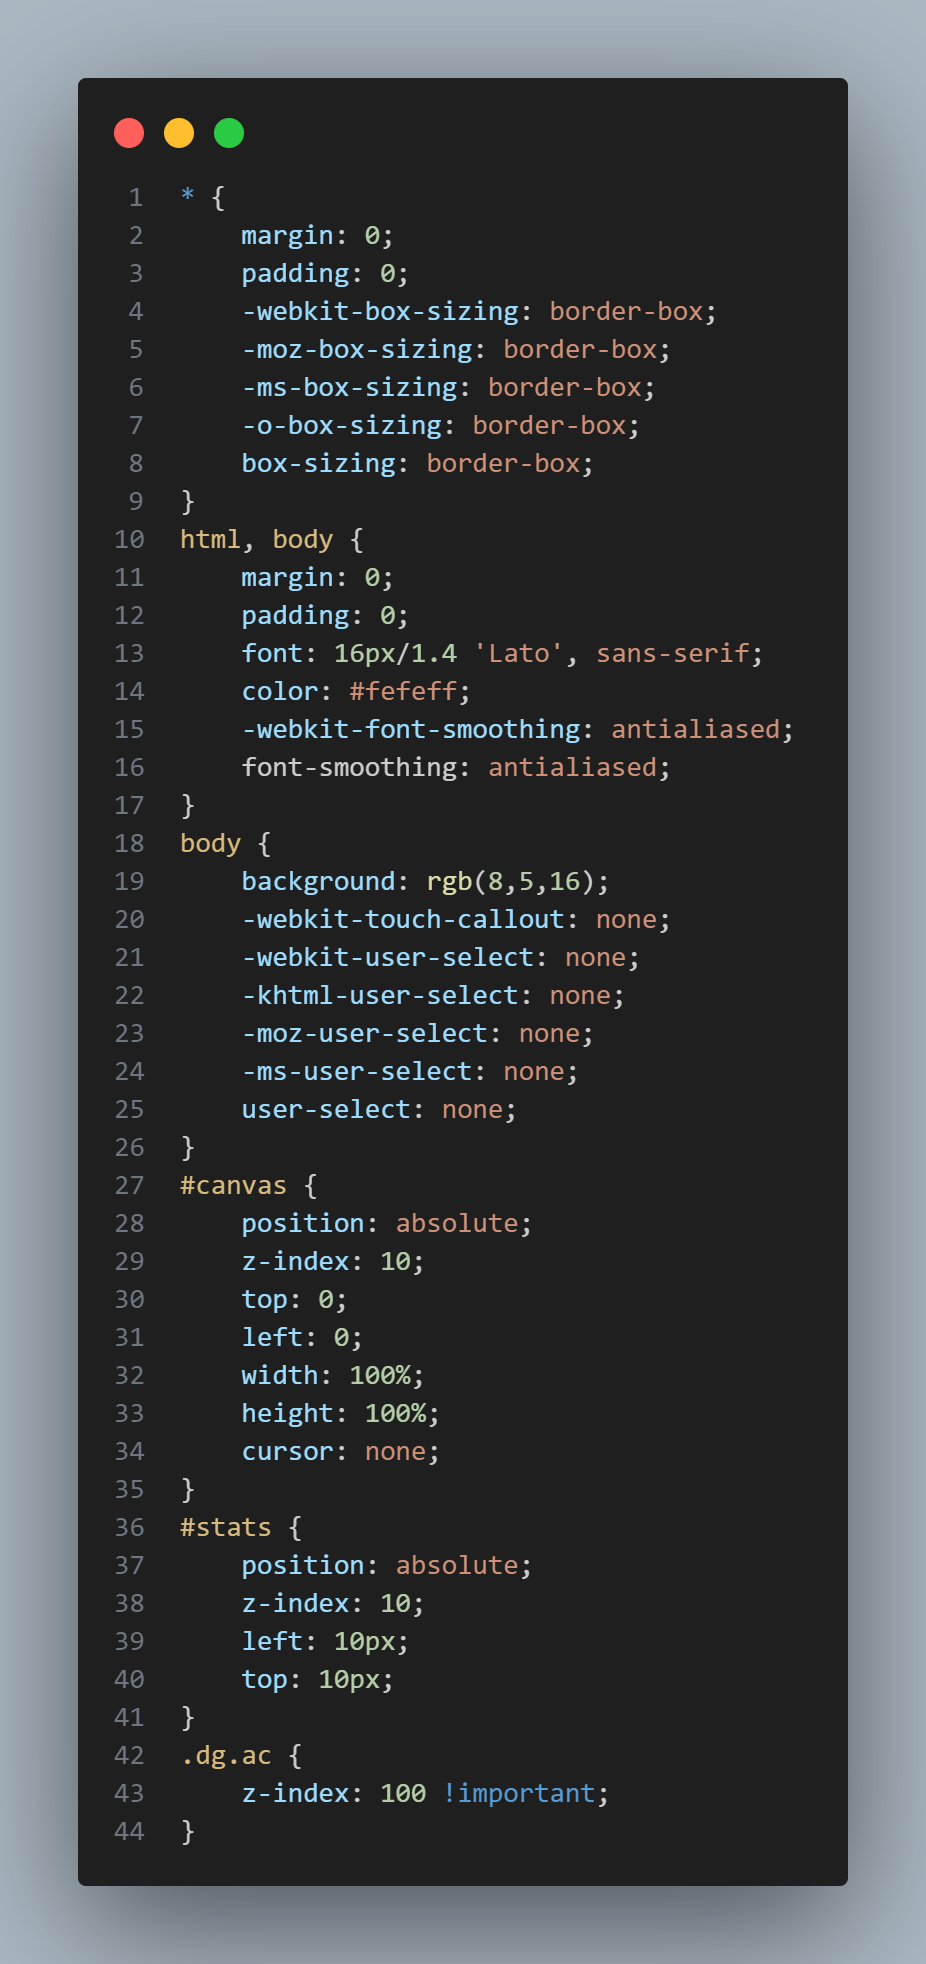 1 * {
2     margin: 0;
3     padding: 0;
4     -webkit-box-sizing: border-box;
5     -moz-box-sizing: border-box;
6     -ms-box-sizing: border-box;
7     -o-box-sizing: border-box;
8     box-sizing: border-box;
9 }
10 html, body {
11     margin: 0;
12     padding: 0;
13     font: 16px/1.4 'Lato', sans-serif;
14     color: #fefeff;
15     -webkit-font-smoothing: antialiased;
16     font-smoothing: antialiased;
17 }
18 body {
19     background: rgb(8,5,16);
20     -webkit-touch-callout: none;
21     -webkit-user-select: none;
22     -khtml-user-select: none;
23     -moz-user-select: none;
24     -ms-user-select: none;
25     user-select: none;
26 }
27 #canvas {
28     position: absolute;
29     z-index: 10;
30     top: 0;
31     left: 0;
32     width: 100%;
33     height: 100%;
34     cursor: none;
35 }
36 #stats {
37     position: absolute;
38     z-index: 10;
39     left: 10px;
40     top: 10px;
41 }
42 .dg.ac {
43     z-index: 100 !important;
44 }